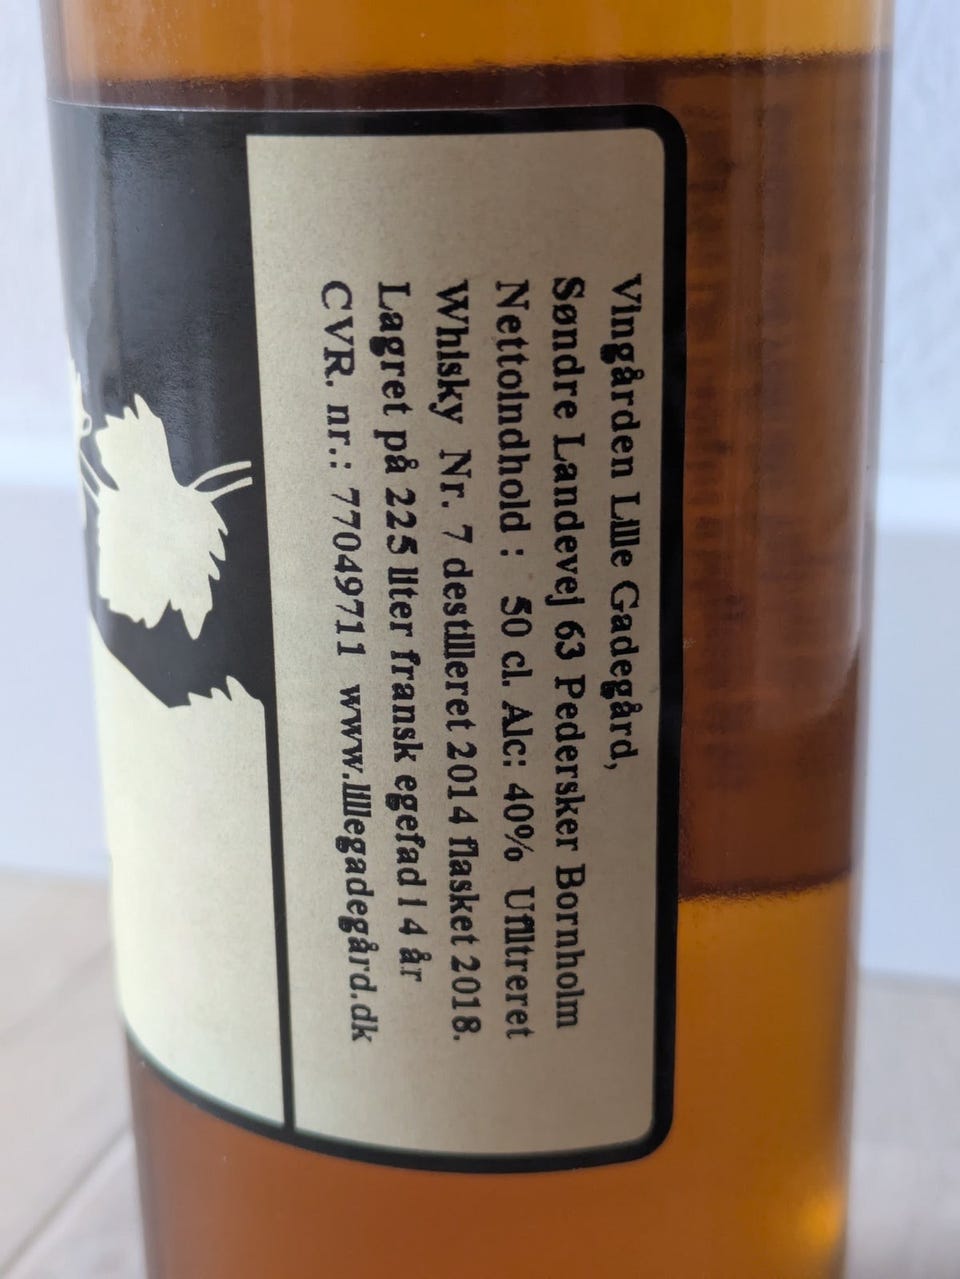 Vingården Lille Gadegård,
Søndre Landevej 63 Pedersker Bornholm
Nettoindhold : 50 cl. Alc: 40% Ufiltreret
Whisky Nr. 7 destilleret 2014 flasket 2018.
Lagret på 225 liter fransk egefad i 4 år
CVR. nr.: 77049711 www.lillegadegård.dk